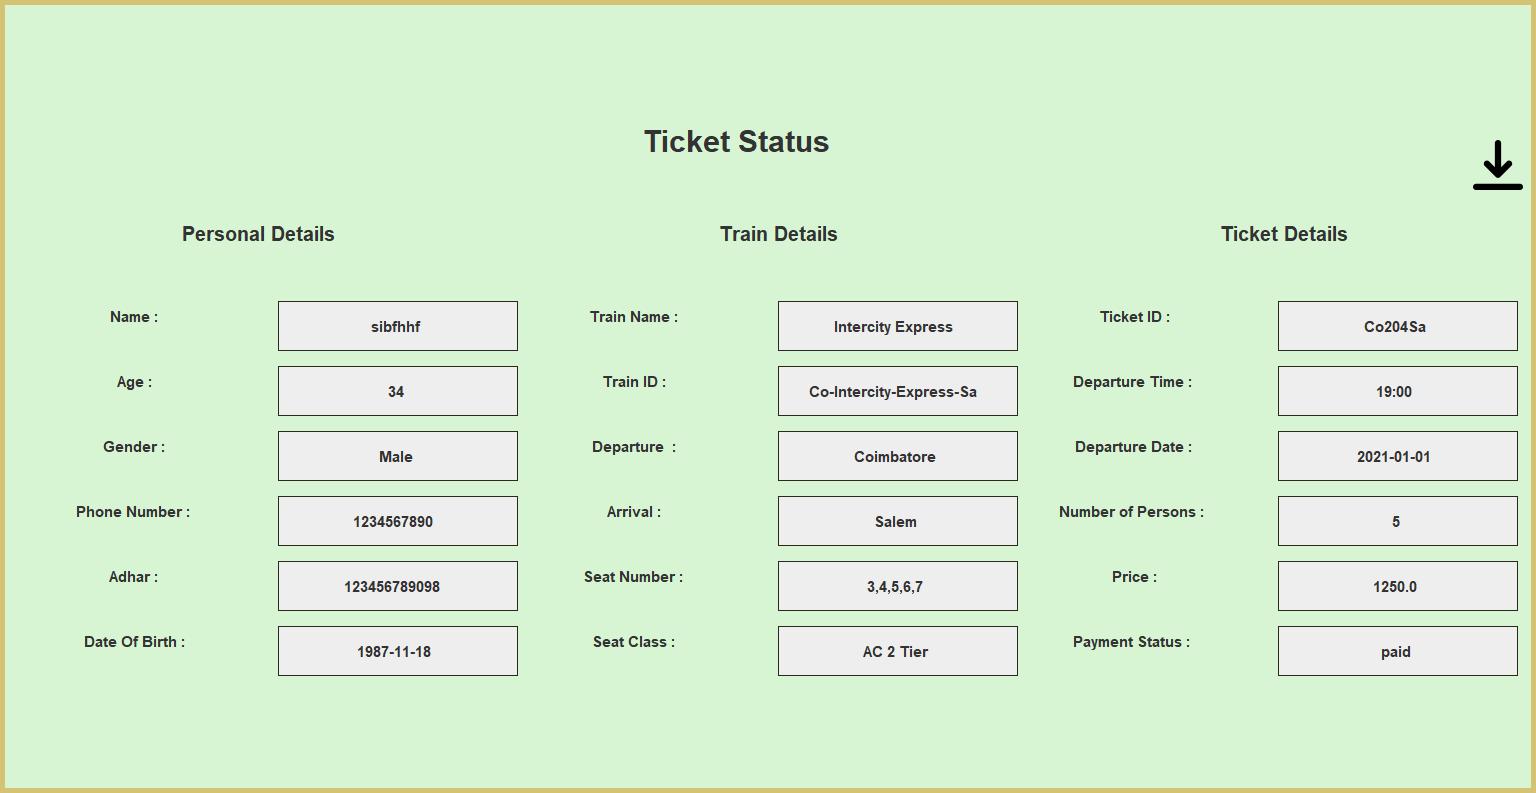 Ticket Status
Personal Details
Train Details
Ticket Details
Name : sibfhhf
Train Name : Intercity Express
Ticket ID : Co204Sa
Age : 34
Train ID : Co-Intercity-Express-Sa
Departure Time : 19:00
Gender : Male
Departure : Coimbatore
Departure Date : 2021-01-01
Phone Number : 1234567890
Arrival : Salem
Number of Persons : 5
Adhar : 123456789098
Seat Number : 3,4,5,6,7
Price : 1250.0
Date Of Birth : 1987-11-18
Seat Class : AC 2 Tier
Payment Status : paid